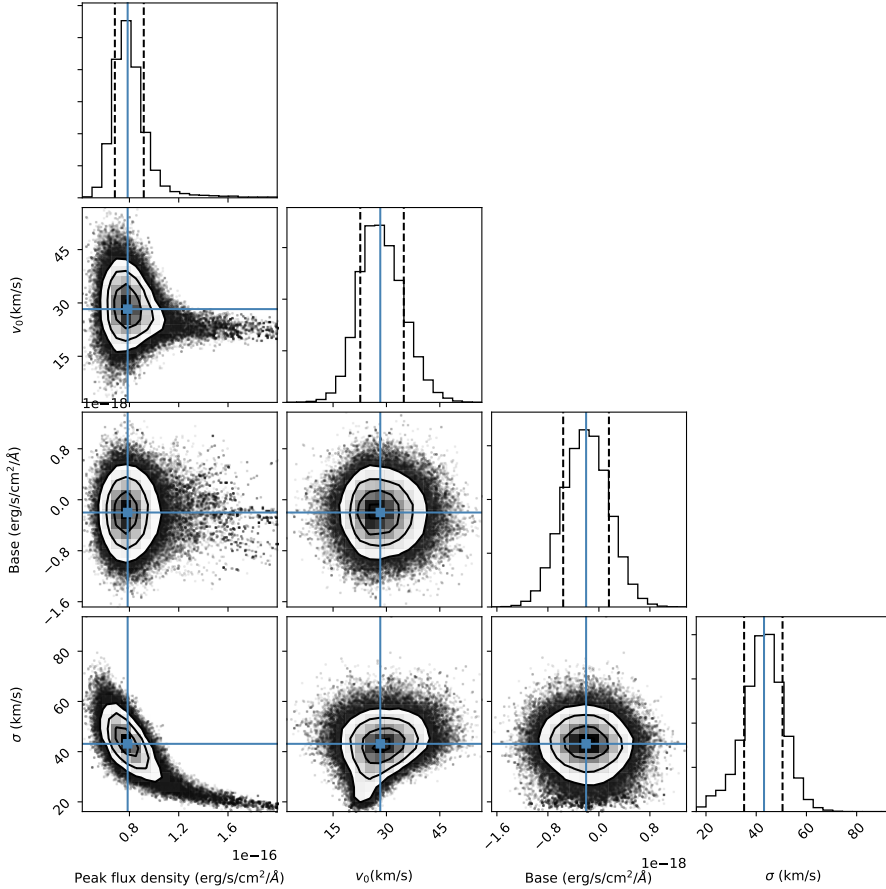 45
30
15
v₀(km/s)
1e−18
0.8
0.0
−0.8
−1.6
Base (erg/s/cm²/Å)
80
60
40
20
σ (km/s)
0.8 1.2 1.6
1e−16
Peak flux density (erg/s/cm²/Å)
15 30 45
v₀(km/s)
−1.6 −0.8 0.0 0.8
1e−18
Base (erg/s/cm²/Å)
20 40 60 80
σ (km/s)